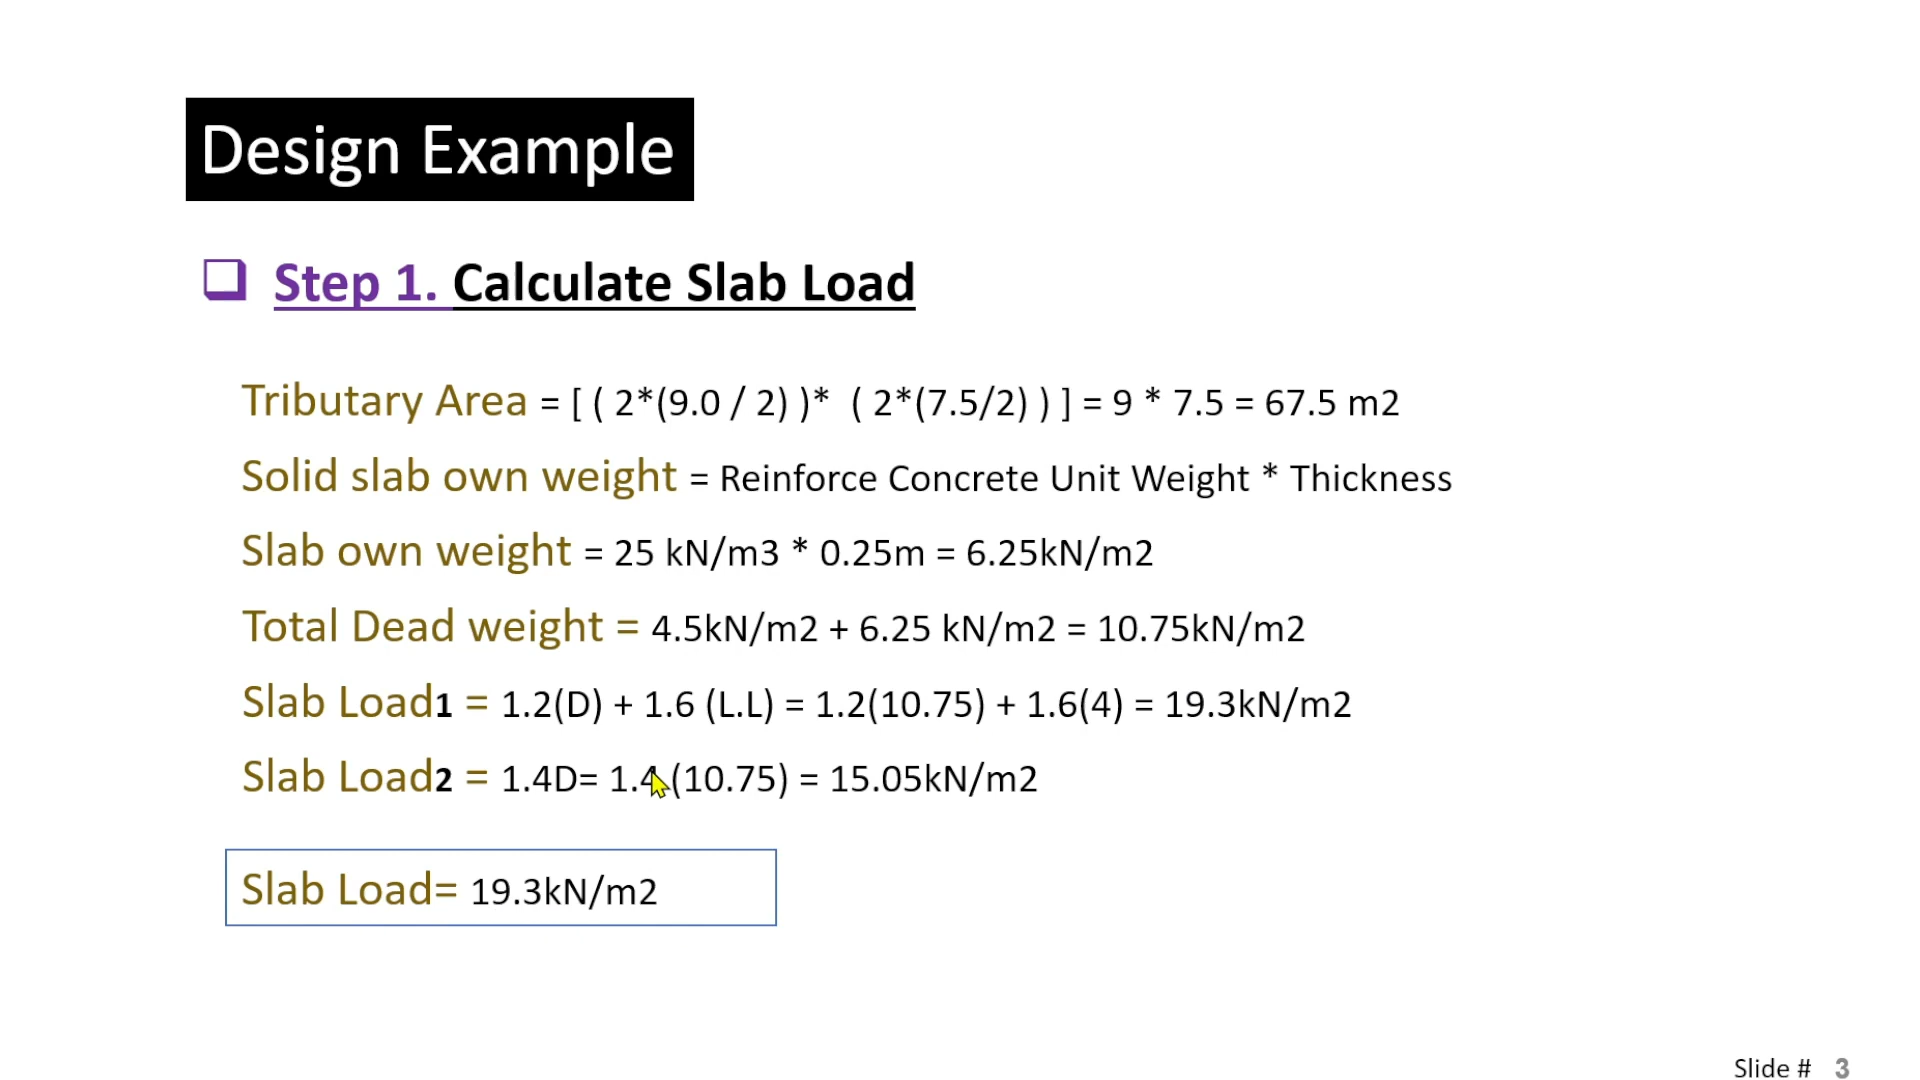 Design Example
Step 1. Calculate Slab Load
Tributary Area = [ ( 2*(9.0 / 2) )* ( 2*(7.5/2) ) ] = 9 * 7.5 = 67.5 m2
Solid slab own weight = Reinforce Concrete Unit Weight * Thickness
Slab own weight = 25 kN/m3 * 0.25m = 6.25kN/m2
Total Dead weight = 4.5kN/m2 + 6.25 kN/m2 = 10.75kN/m2
Slab Load1 = 1.2(D) + 1.6 (L.L) = 1.2(10.75) + 1.6(4) = 19.3kN/m2
Slab Load2 = 1.4D= 1.4 (10.75) = 15.05kN/m2
Slab Load= 19.3kN/m2
Slide # 3